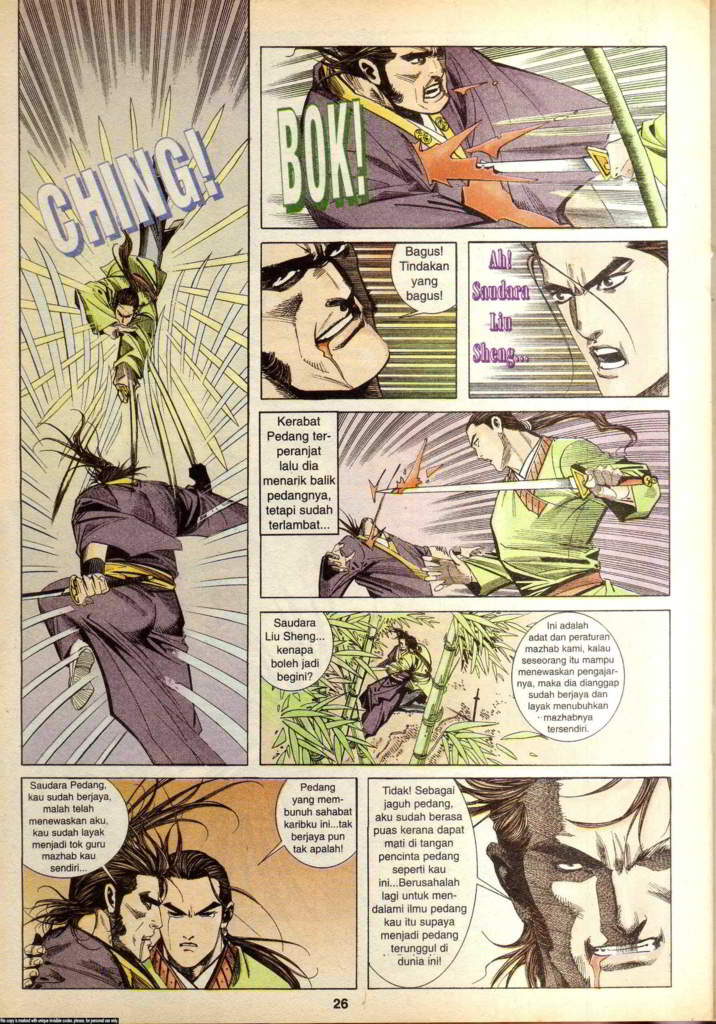 CHING!
BOK!
Bagus!
Tindakan
yang
bagus!
Ah!
Saudara
Liu
Sheng...
Kerabat
Pedang ter-
peranjat
lalu dia
menarik balik
pedangnya,
tetapi sudah
terlambat...
Saudara
Liu Sheng...
kenapa
boleh jadi
begini?
Ini adalah
adat dan peraturan
mazhab kami, kalau
seseorang itu mampu
menewaskan pengajar-
nya, maka dia dianggap
sudah berjaya dan
layak menubuhkan
mazhabnya
tersendiri.
Saudara Pedang,
kau sudah berjaya,
malah telah
menewaskan aku,
kau sudah layak
menjadi tok guru
mazhab kau
sendiri...
Pedang
yang mem-
bunuh sahabat
karibku ini...tak
berjaya pun
tak apalah!
Tidak! Sebagai
jaguh pedang,
aku sudah berasa
puas kerana dapat
mati di tangan
pencinta pedang
seperti kau
ini...Berusahalah
lagi untuk men-
dalami ilmu pedang
kau itu supaya
menjadi pedang
terunggul di
dunia ini!
26